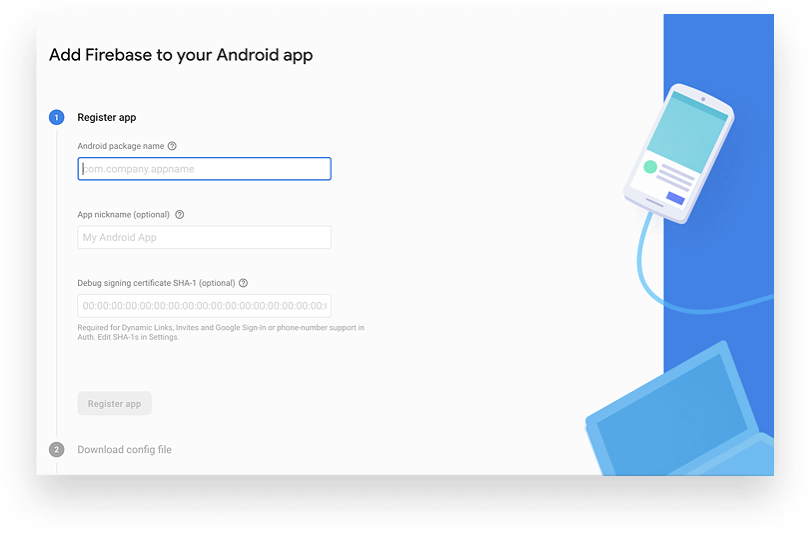 Add Firebase to your Android app
1
Register app
Android package name ?
com.company.appname
App nickname (optional) ?
My Android App
Debug signing certificate SHA-1 (optional) ?
00:00:00:00:00:00:00:00:00:00:00:00:00:00:00:00:00:
Required for Dynamic Links, Invites and Google Sign-In or phone-number support in
Auth. Edit SHA-1s in Settings.
Register app
2
Download config file